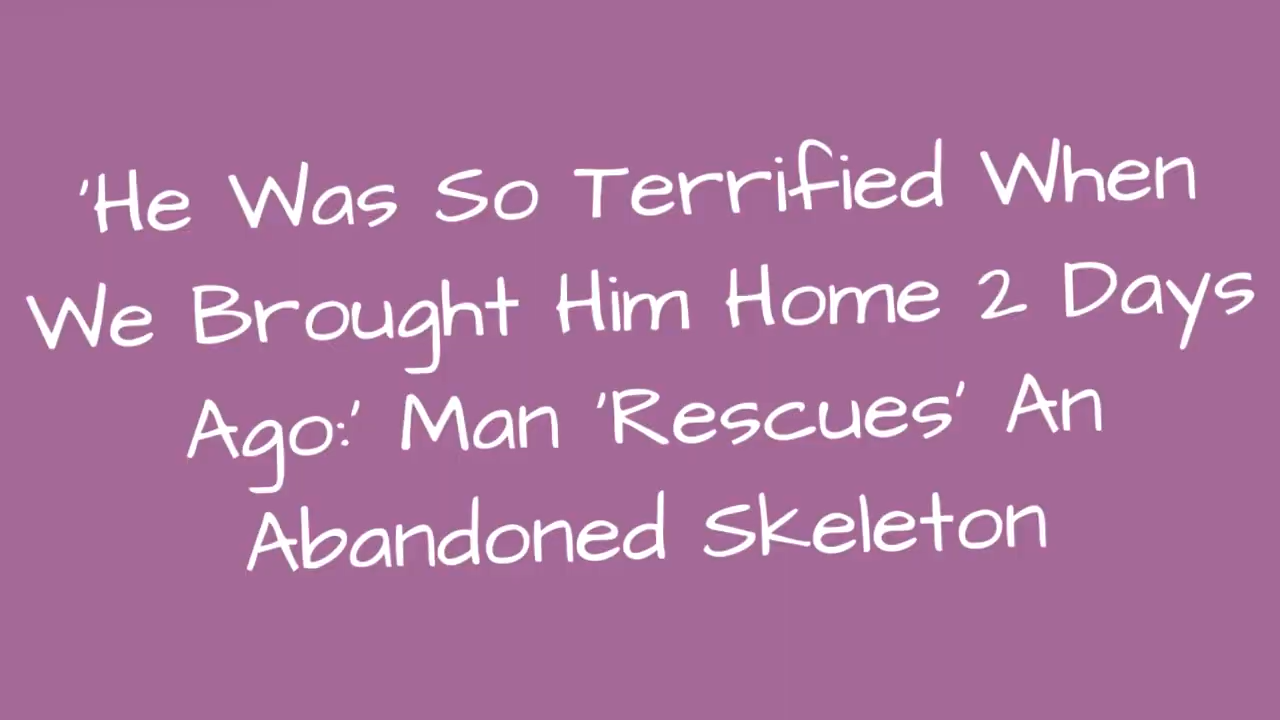 'He Was So Terrified When
We Brought Him Home 2 Days
Ago:' Man 'Rescues' An
Abandoned Skeleton